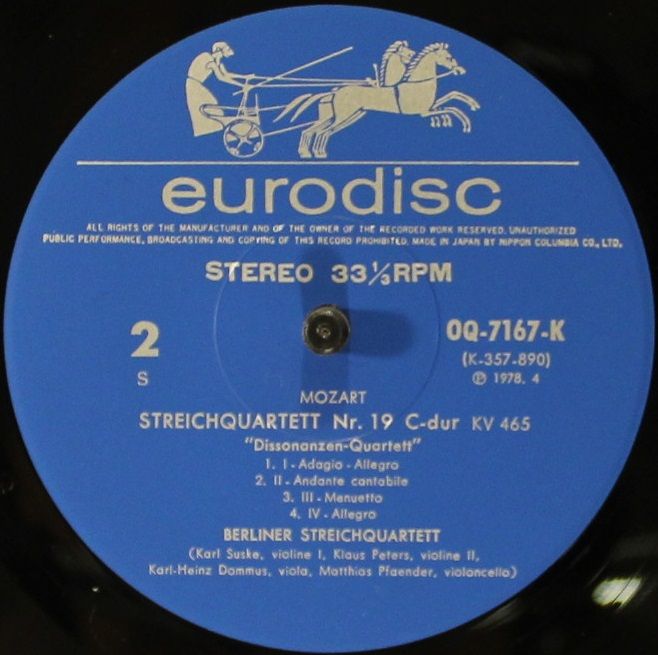 eurodisc
ALL RIGHTS OF THE MANUFACTURER AND OF THE OWNER OF THE RECORDED WORK RESERVED. UNAUTHORIZED
PUBLIC PERFORMANCE, BROADCASTING AND COPYING OF THIS RECORD PROHIBITED. MADE IN JAPAN BY NIPPON COLUMBIA CO., LTD.
STEREO 33⅓RPM
2
S
OQ-7167-K
(K-357-890)
Ⓟ 1978. 4
MOZART
STREICHQUARTETT Nr. 19 C-dur KV 465
"Dissonanzen-Quartett"
1. I - Adagio - Allegro
2. II - Andante cantabile
3. III - Menuetto
4. IV - Allegro
BERLINER STREICHQUARTETT
(Karl Suske, violine I, Klaus Peters, violine II,
Karl-Heinz Dommus, viola, Matthias Pfaender, violoncello)